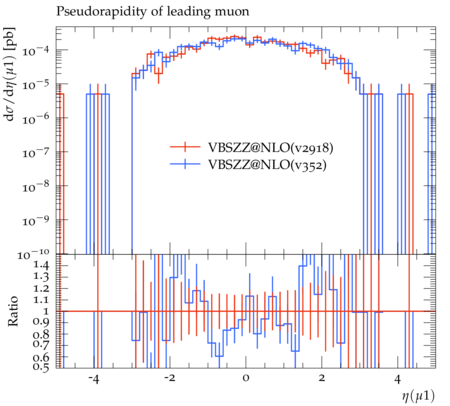 Pseudorapidity of leading muon
dσ/dη(μ1) [pb]
10⁻⁴
10⁻⁵
10⁻⁶
10⁻⁷
10⁻⁸
10⁻⁹
10⁻¹⁰
VBSZZ@NLO(v2918)
VBSZZ@NLO(v352)
Ratio
1.4
1.3
1.2
1.1
1
0.9
0.8
0.7
0.6
0.5
-4 -2 0 2 4
η(μ1)